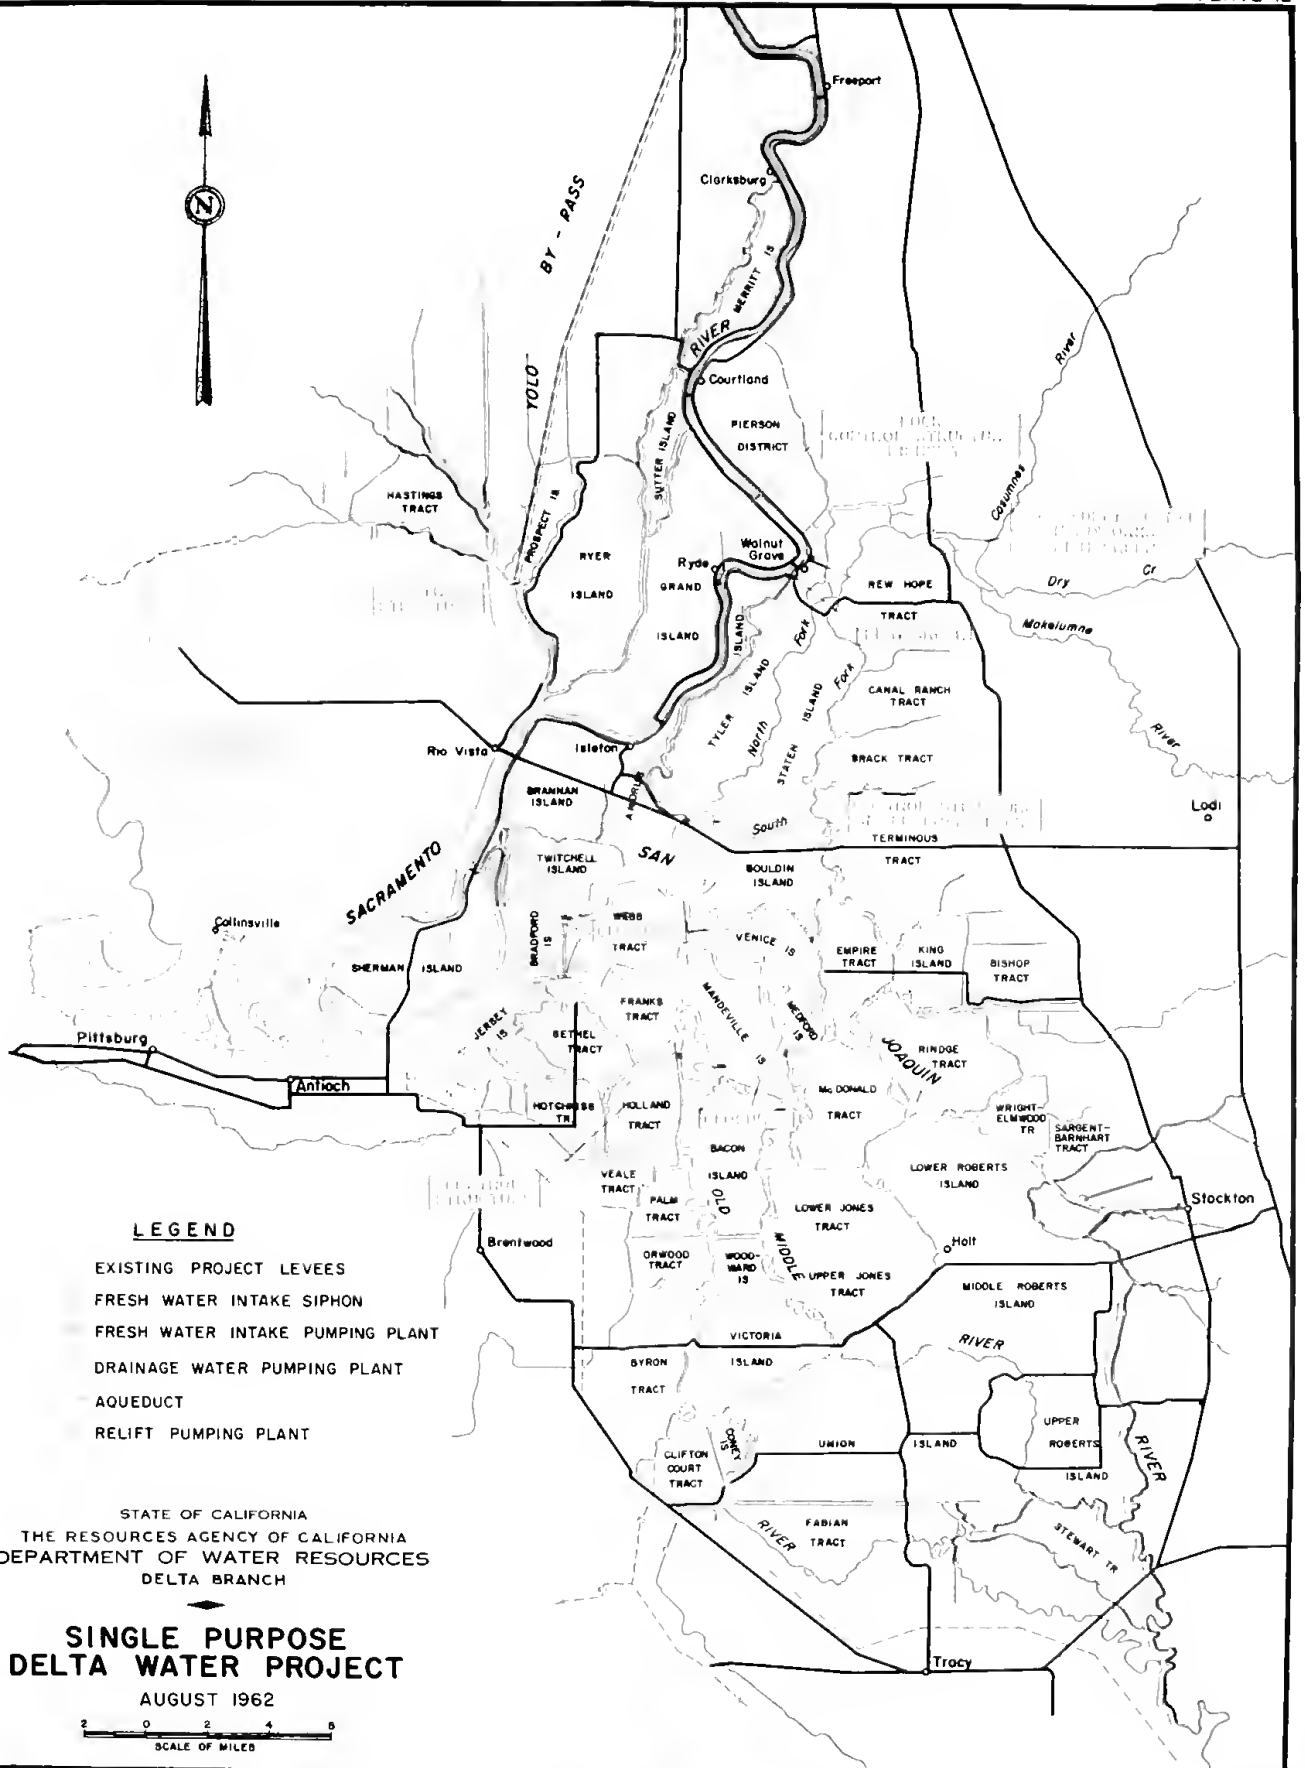 Freeport
Clarksburg
BY - PASS
YOLO
MERRITT IS
RIVER
Courtland
PIERSON
DISTRICT
SUTTER ISLAND
River
Cosumnes
HASTINGS
TRACT
PROSPECT IS
RYER
ISLAND
Walnut
Grove
Ryde
GRAND
ISLAND
ISLAND
NEW HOPE
TRACT
Dry
Cr
Mokelumne
River
TYLER ISLAND
North
Fork
STATEN ISLAND
Fork
South
CANAL RANCH
TRACT
BRACK TRACT
Rio Vista
Isleton
BRANNAN
ISLAND
ANDRUS
Lodi
TERMINOUS
TRACT
SACRAMENTO
TWITCHELL
ISLAND
SAN
BOULDIN
ISLAND
Collinsville
SHERMAN ISLAND
BRADFORD
IS
WEBB
TRACT
VENICE IS
EMPIRE
TRACT
KING
ISLAND
BISHOP
TRACT
FRANKS
TRACT
MANDEVILLE IS
MEDFORD
IS
JERSEY
IS
BETHEL
TRACT
JOAQUIN
RINDGE
TRACT
Pittsburg
Antioch
HOTCHKISS
TR.
HOLLAND
TRACT
McDONALD
TRACT
WRIGHT-
ELMWOOD
TR
SARGENT-
BARNHART
TRACT
BACON
ISLAND
LOWER ROBERTS
ISLAND
VEALE
TRACT
PALM
TRACT
OLD
LOWER JONES
TRACT
Stockton
Brentwood
ORWOOD
TRACT
WOOD-
WARD
IS
MIDDLE
UPPER JONES
TRACT
Holt
MIDDLE ROBERTS
ISLAND
VICTORIA
ISLAND
RIVER
BYRON
TRACT
UPPER
ROBERTS
ISLAND
RIVER
CLIFTON
COURT
TRACT
CONEY
IS
UNION ISLAND
RIVER
FABIAN
TRACT
STEWART TR
Tracy
LEGEND
EXISTING PROJECT LEVEES
FRESH WATER INTAKE SIPHON
FRESH WATER INTAKE PUMPING PLANT
DRAINAGE WATER PUMPING PLANT
AQUEDUCT
RELIFT PUMPING PLANT
STATE OF CALIFORNIA
THE RESOURCES AGENCY OF CALIFORNIA
DEPARTMENT OF WATER RESOURCES
DELTA BRANCH
SINGLE PURPOSE
DELTA WATER PROJECT
AUGUST 1962
2 0 2 4 6
SCALE OF MILES
N